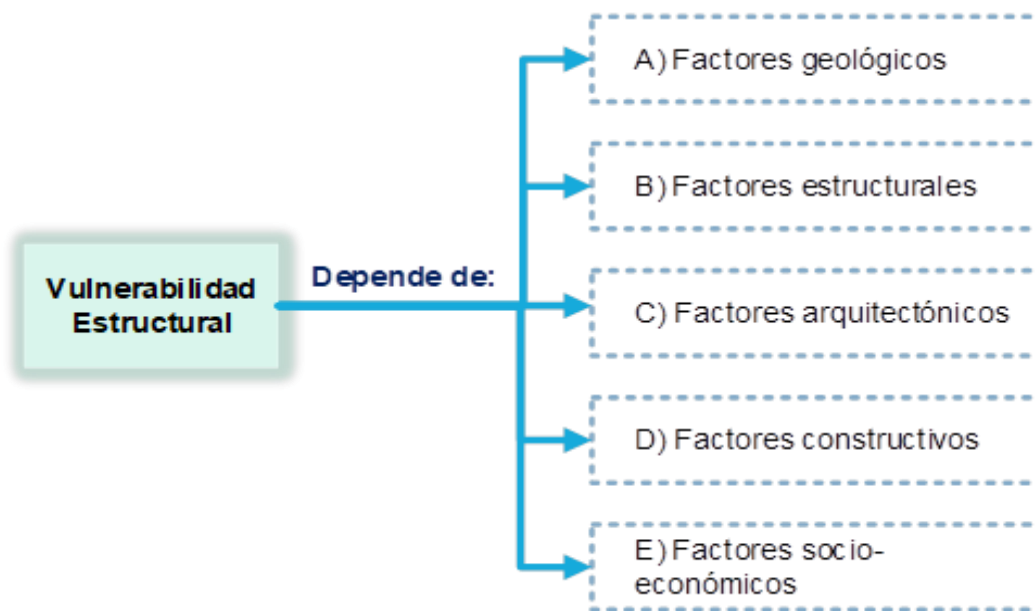 A) Factores geológicos
B) Factores estructurales
Vulnerabilidad
Estructural
Depende de:
C) Factores arquitectónicos
D) Factores constructivos
E) Factores socio-
económicos